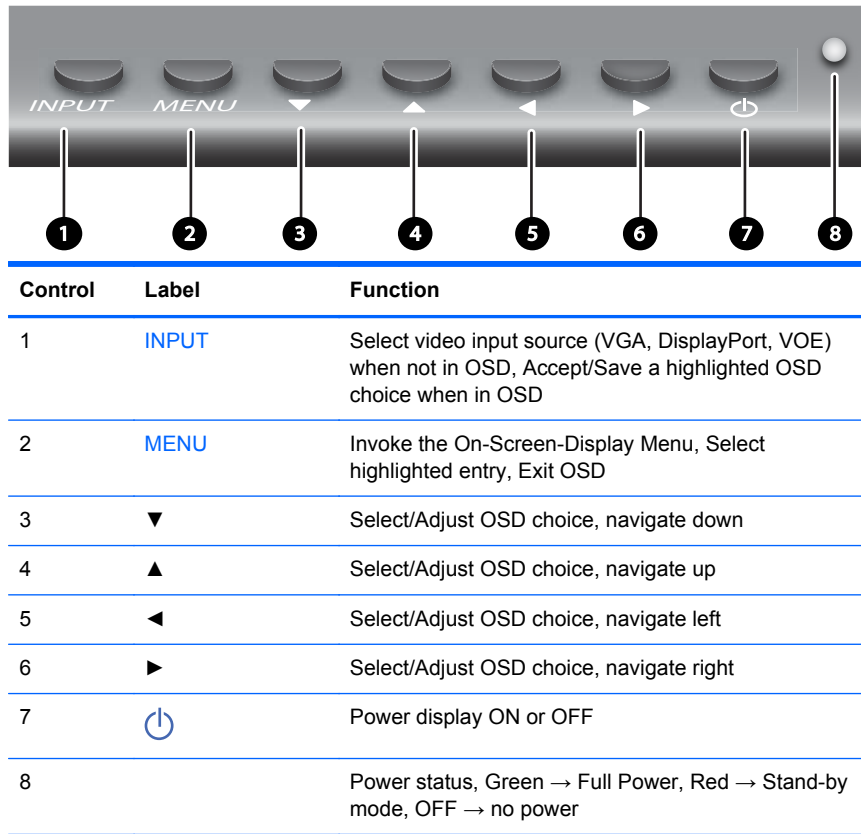 INPUT MENU ▼ ▲ ◄ ►
1 2 3 4 5 6 7 8
Control Label Function
1 INPUT Select video input source (VGA, DisplayPort, VOE)
when not in OSD, Accept/Save a highlighted OSD
choice when in OSD
2 MENU Invoke the On-Screen-Display Menu, Select
highlighted entry, Exit OSD
3 ▼ Select/Adjust OSD choice, navigate down
4 ▲ Select/Adjust OSD choice, navigate up
5 ◄ Select/Adjust OSD choice, navigate left
6 ► Select/Adjust OSD choice, navigate right
7 Power display ON or OFF
8 Power status, Green → Full Power, Red → Stand-by
mode, OFF → no power